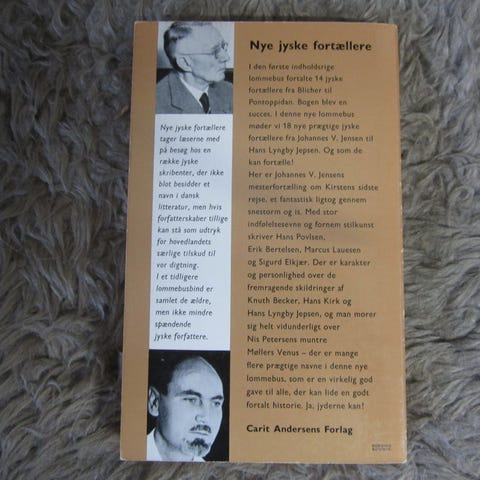 Nye jyske fortællere
I den første indholdsrige
lommebus fortalte 14 jyske
fortællere fra Blicher til
Pontoppidan. Bogen blev en
succes. I denne nye lommebus
møder vi 18 nye prægtige jyske
fortællere fra Johannes V. Jensen til
Hans Lyngby Jepsen. Og som de
kan fortælle!
Her er Johannes V. Jensens
mesterfortælling om Kirstens sidste
rejse, et fantastisk ligtog gennem
snestorm og is. Med stor
indfølelsesevne og fornem stilkunst
skriver Hans Povlsen,
Erik Bertelsen, Marcus Lauesen
og Sigurd Elkjær. Der er karakter
og personlighed over de
fremragende skildringer af
Knuth Becker, Hans Kirk og
Hans Lyngby Jepsen, og man morer
sig helt vidunderligt over
Nis Petersens muntre
Møllers Venus – der er mange
flere prægtige navne i denne nye
lommebus, som er en virkelig god
gave til alle, der kan lide en godt
fortalt historie. Ja, jyderne kan!
Carit Andersens Forlag
Nye jyske fortællere
tager læserne med
på besøg hos en
række jyske
skribenter, der ikke
blot besidder et
navn i dansk
litteratur, men hvis
forfatterskaber tillige
kan stå som udtryk
for hovedlandets
særlige tilskud til
vor digtning.
I et tidligere
lommebusbind er
samlet de ældre,
men ikke mindre
spændende
jyske forfattere.